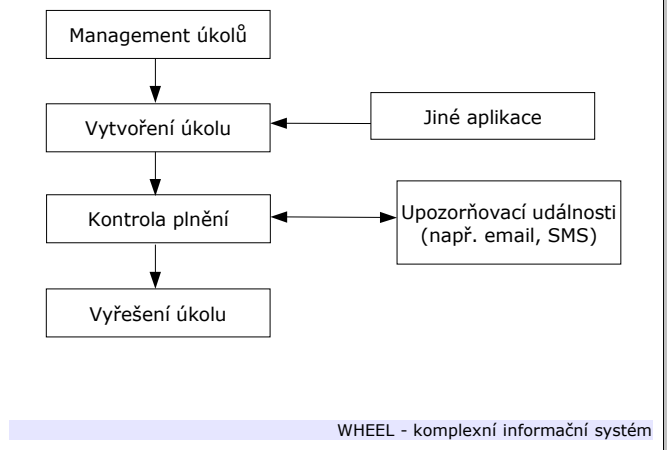 Management úkolů
Vytvoření úkolu
Jiné aplikace
Kontrola plnění
Upozorňovací události
(např. email, SMS)
Vyřešení úkolu
WHEEL - komplexní informační systém